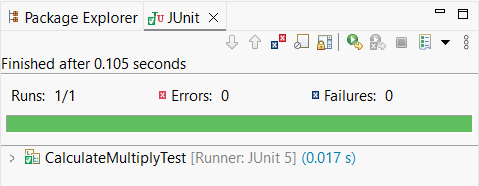 Package Explorer JUnit
Finished after 0.105 seconds
Runs: 1/1 Errors: 0 Failures: 0
CalculateMultiplyTest [Runner: JUnit 5] (0.017 s)